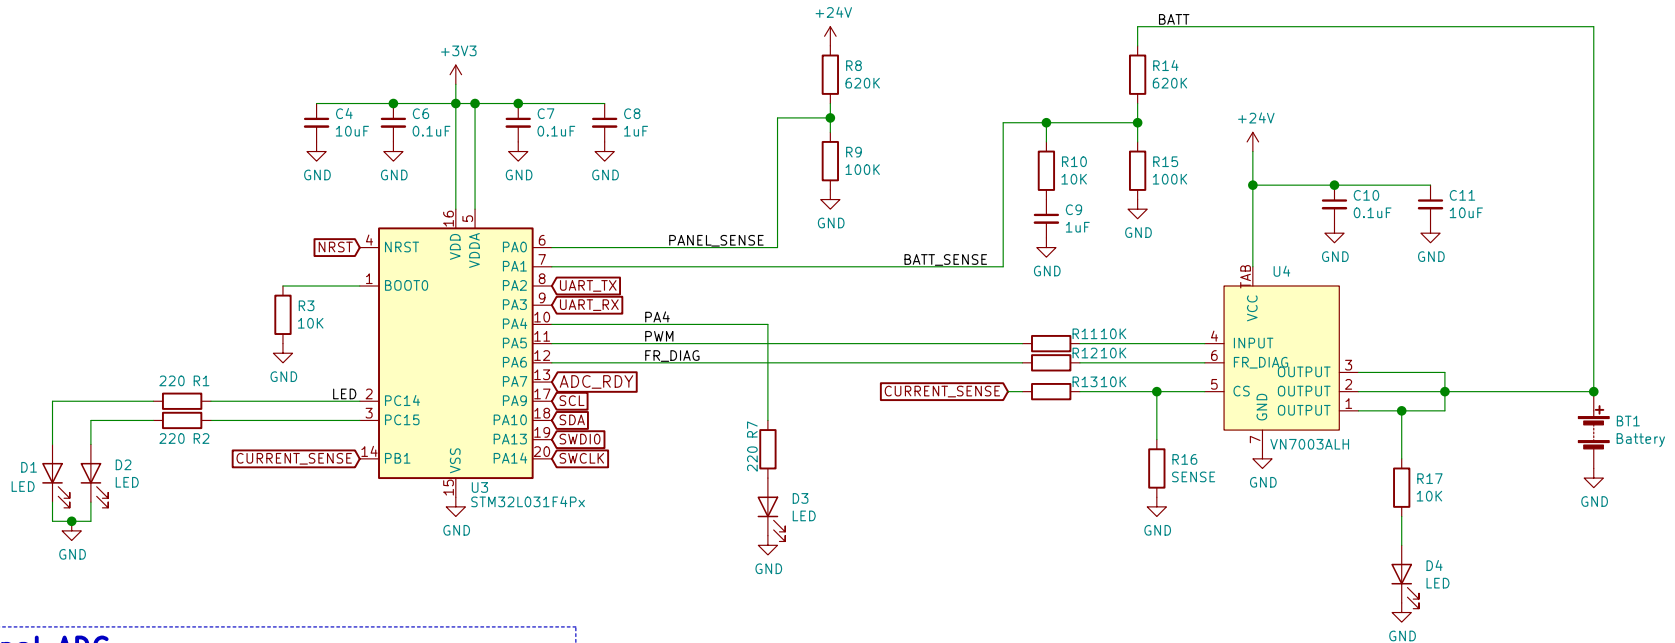 +24V
BATT
+3V3
R8
620K
R14
620K
C4
10uF
C6
0.1uF
C7
0.1uF
C8
1uF
+24V
R9
100K
R10
10K
R15
100K
GND
GND
GND
GND
GND
C9
1uF
GND
GND
C10
0.1uF
C11
10uF
GND
GND
16
5
VDD
VDDA
NRST
4
NRST
PA0
6
PANEL_SENSE
PA1
7
BATT_SENSE
1
BOOT0
PA2
8
UART_TX
PA3
9
UART_RX
R3
10K
GND
PA4
10
PA4
PA5
11
PWM
PA6
12
FR_DIAG
PA7
13
ADC_RDY
PA9
17
SCL
PA10
18
SDA
PA13
19
SWDIO
PA14
20
SWCLK
220 R1
LED
2
PC14
3
PC15
220 R2
CURRENT_SENSE
14
PB1
VSS
15
U3
STM32L031F4Px
GND
D1
LED
D2
LED
GND
220 R7
D3
LED
GND
R11 10K
R12 10K
CURRENT_SENSE
R13 10K
TAB
U4
VCC
4
INPUT
6
FR_DIAG
5
CS
OUTPUT
3
OUTPUT
2
OUTPUT
1
GND
7
VN7003ALH
GND
R16
SENSE
GND
R17
10K
D4
LED
GND
+
BT1
Battery
GND
ADC